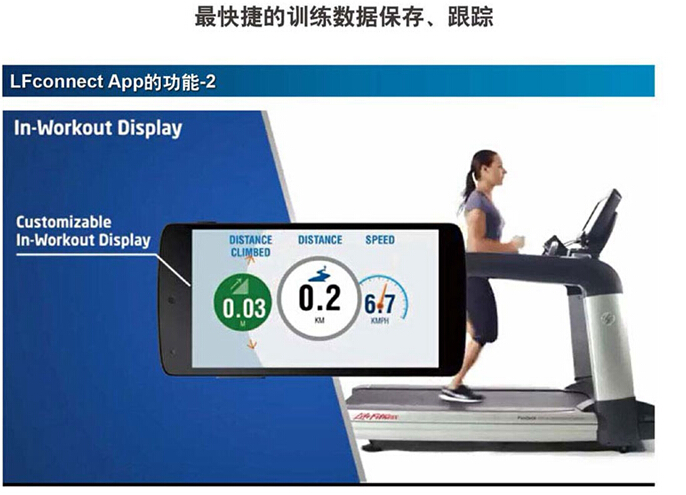 最快捷的训练数据保存、跟踪
LFconnect App的功能-2
In-Workout Display
Customizable
In-Workout Display
DISTANCE
CLIMBED
DISTANCE
SPEED
0.03
M
0.2
KM
6.7
KMPH
LifeFitness